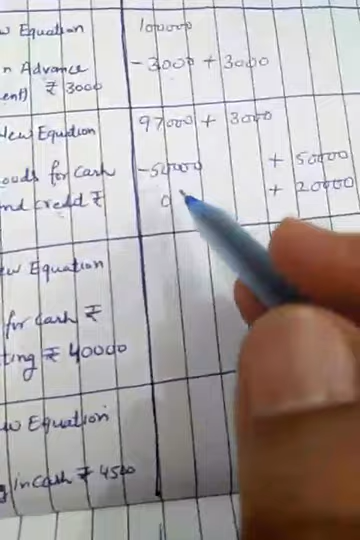 Equation 100000
n Advance -3000 + 3000
ent) ₹ 3000
New Equation 97000 + 3000
oods for cash -50000 + 50000
nd credit ₹ 0 + 20000
w Equation
for cash ₹
ting ₹ 40000
w Equation
in cash ₹ 4500